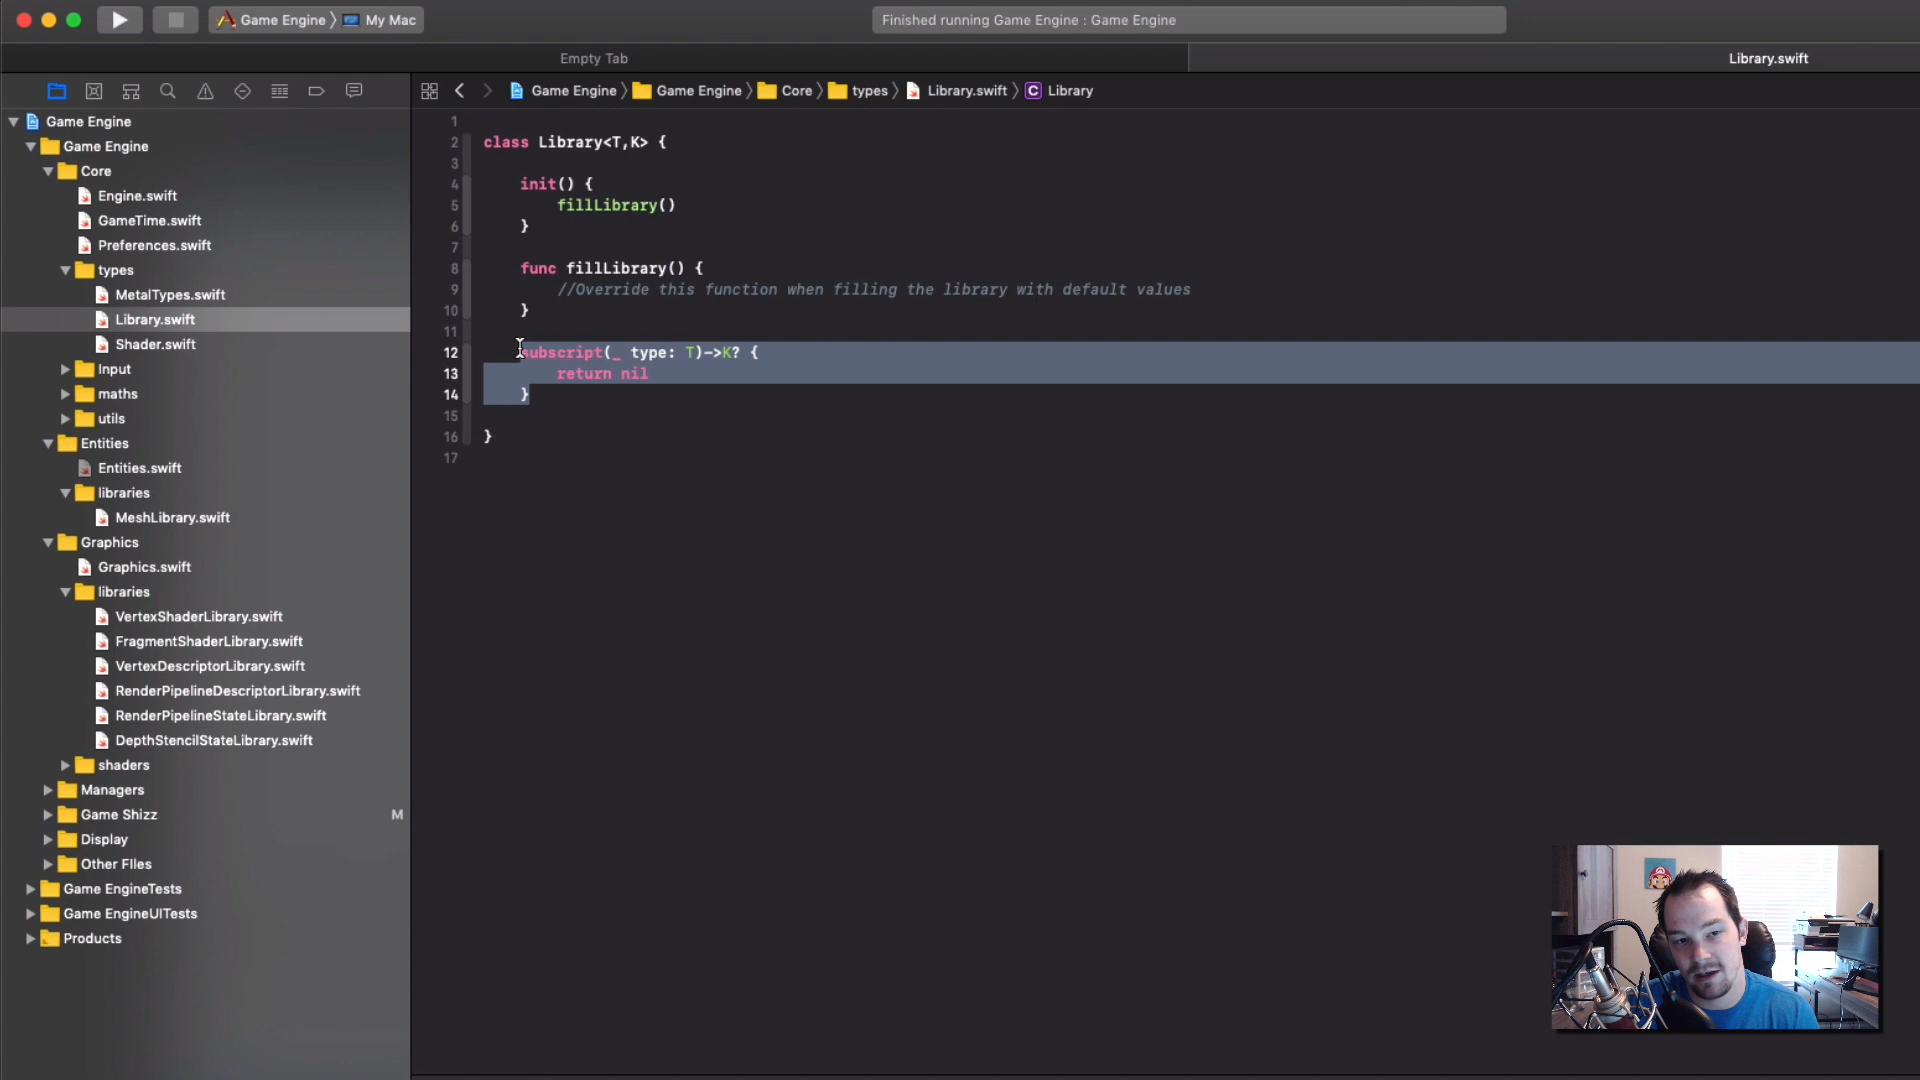 Game Engine 〉 My Mac
Finished running Game Engine : Game Engine
Empty Tab
Library.swift
Game Engine 〉 Game Engine 〉 Core 〉 types 〉 Library.swift 〉 C Library
Game Engine
Game Engine
Core
Engine.swift
GameTime.swift
Preferences.swift
types
MetalTypes.swift
Library.swift
Shader.swift
Input
maths
utils
Entities
Entities.swift
libraries
MeshLibrary.swift
Graphics
Graphics.swift
libraries
VertexShaderLibrary.swift
FragmentShaderLibrary.swift
VertexDescriptorLibrary.swift
RenderPipelineDescriptorLibrary.swift
RenderPipelineStateLibrary.swift
DepthStencilStateLibrary.swift
shaders
Managers
Game Shizz M
Display
Other FIles
Game EngineTests
Game EngineUITests
Products
1
2 class Library<T,K> {
3
4 init() {
5 fillLibrary()
6 }
7
8 func fillLibrary() {
9 //Override this function when filling the library with default values
10 }
11
12 subscript(_ type: T)->K? {
13 return nil
14 }
15
16 }
17